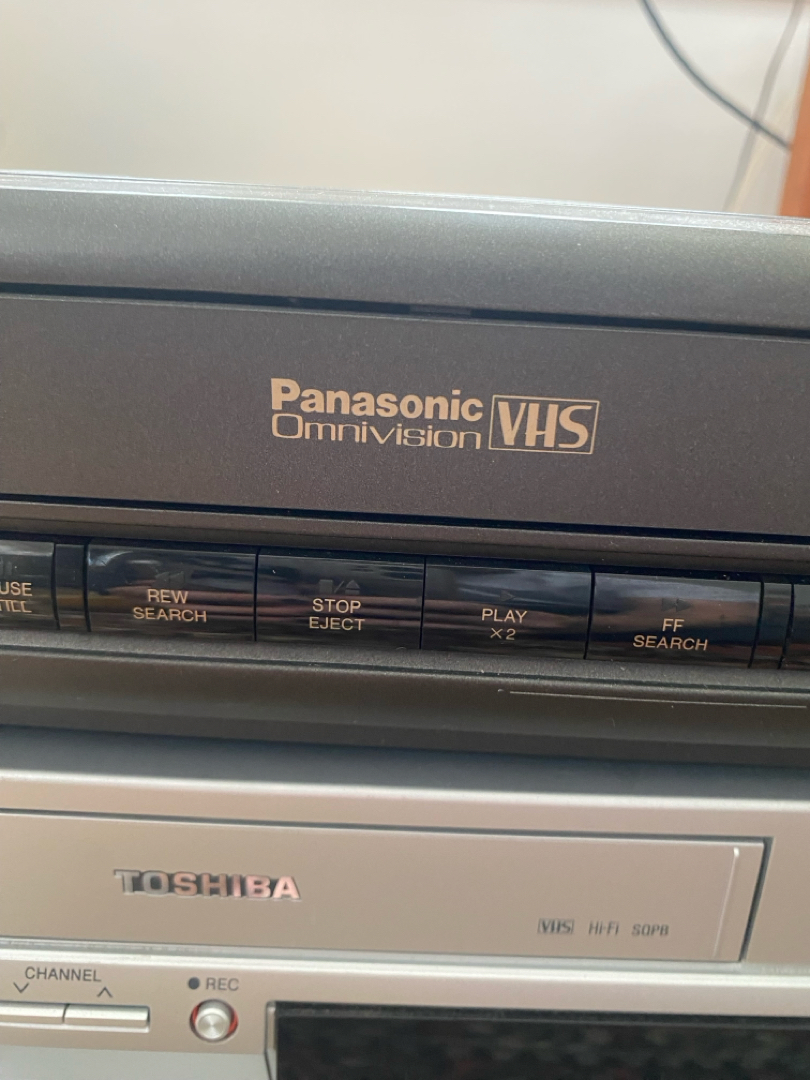 Panasonic
Omnivision VHS
USE
REW
SEARCH
STOP
EJECT
PLAY
×2
FF
SEARCH
TOSHIBA
VHS Hi-Fi SQPB
CHANNEL
REC